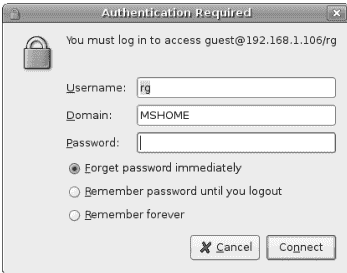 Authentication Required
You must log in to access guest@192.168.1.106/rg
Username: rg
Domain: MSHOME
Password:
Forget password immediately
Remember password until you logout
Remember forever
Cancel Connect